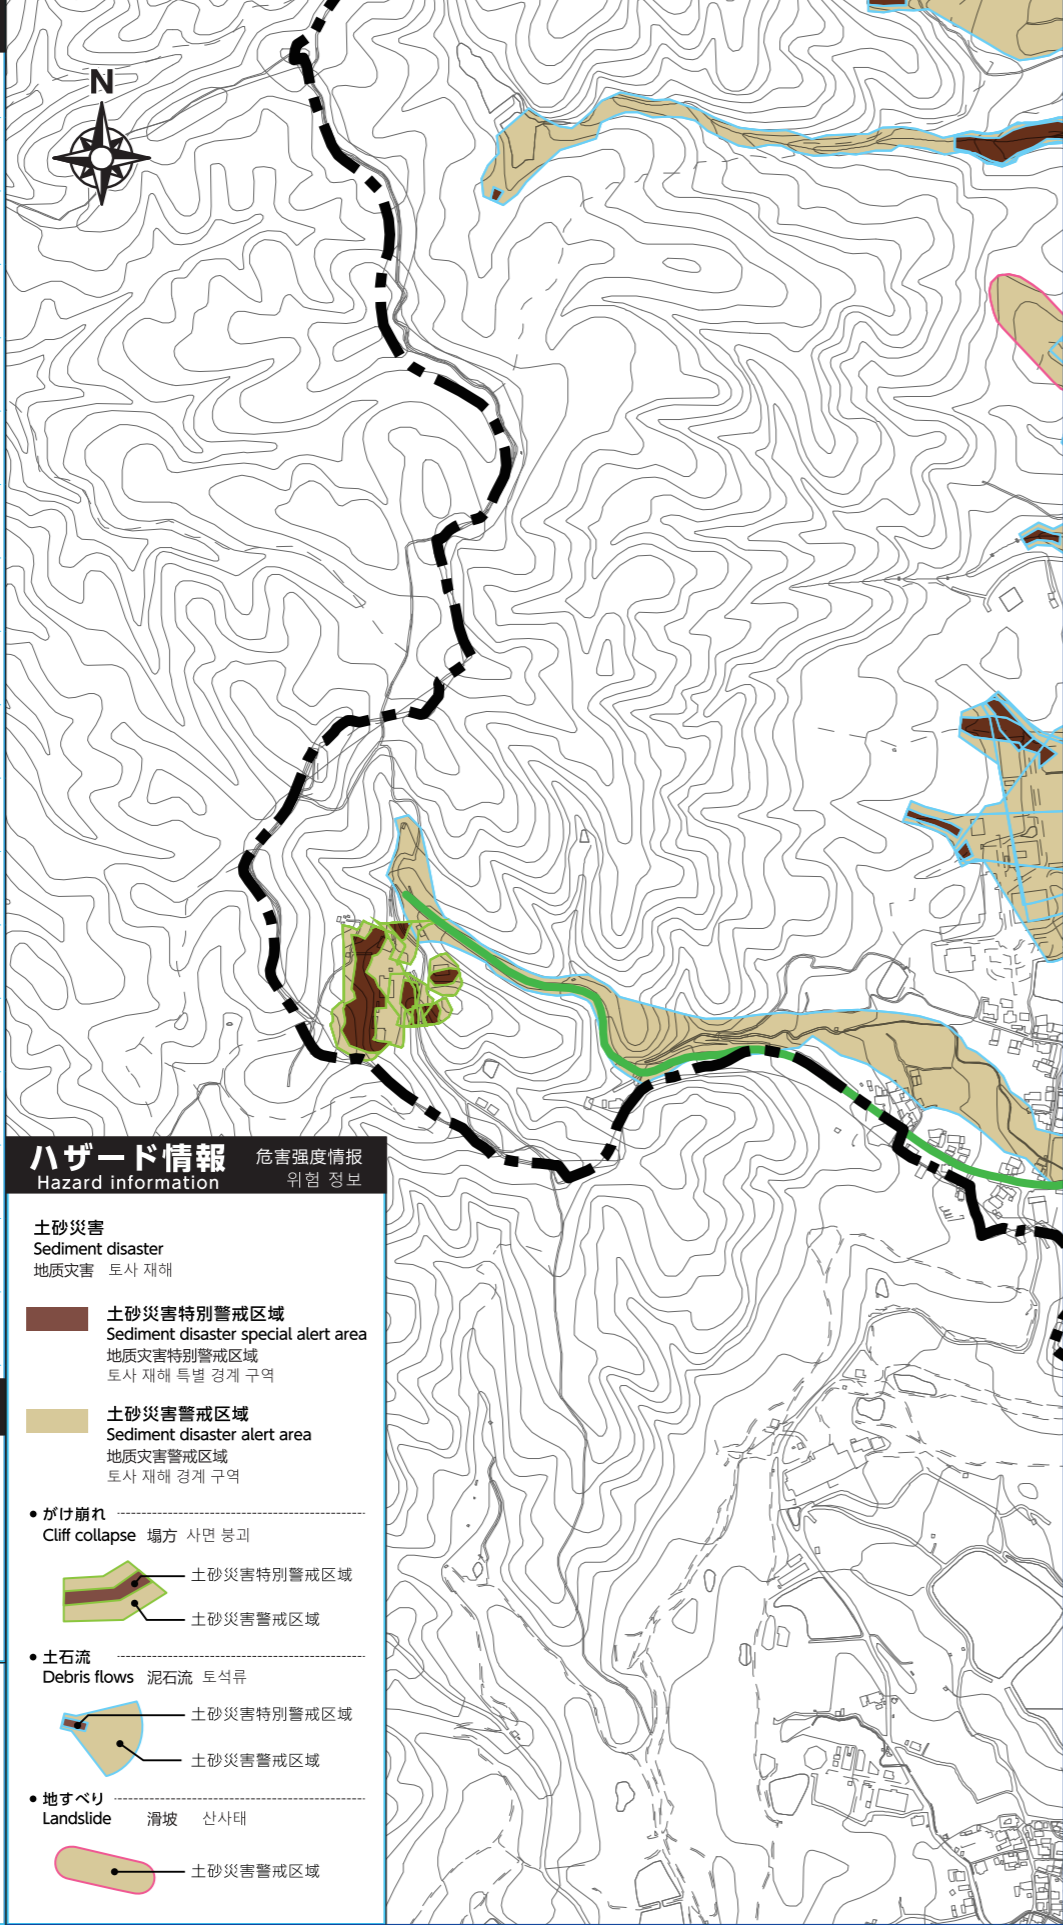 N
ハザード情報 危害强度情报
Hazard information 위험 정보
土砂災害
Sediment disaster
地质灾害 토사 재해
土砂災害特別警戒区域
Sediment disaster special alert area
地质灾害特别警戒区域
토사 재해 특별 경계 구역
土砂災害警戒区域
Sediment disaster alert area
地质灾害警戒区域
토사 재해 경계 구역
● がけ崩れ
Cliff collapse 塌方 사면 붕괴
土砂災害特別警戒区域
土砂災害警戒区域
● 土石流
Debris flows 泥石流 토석류
土砂災害特別警戒区域
土砂災害警戒区域
● 地すべり
Landslide 滑坡 산사태
土砂災害警戒区域